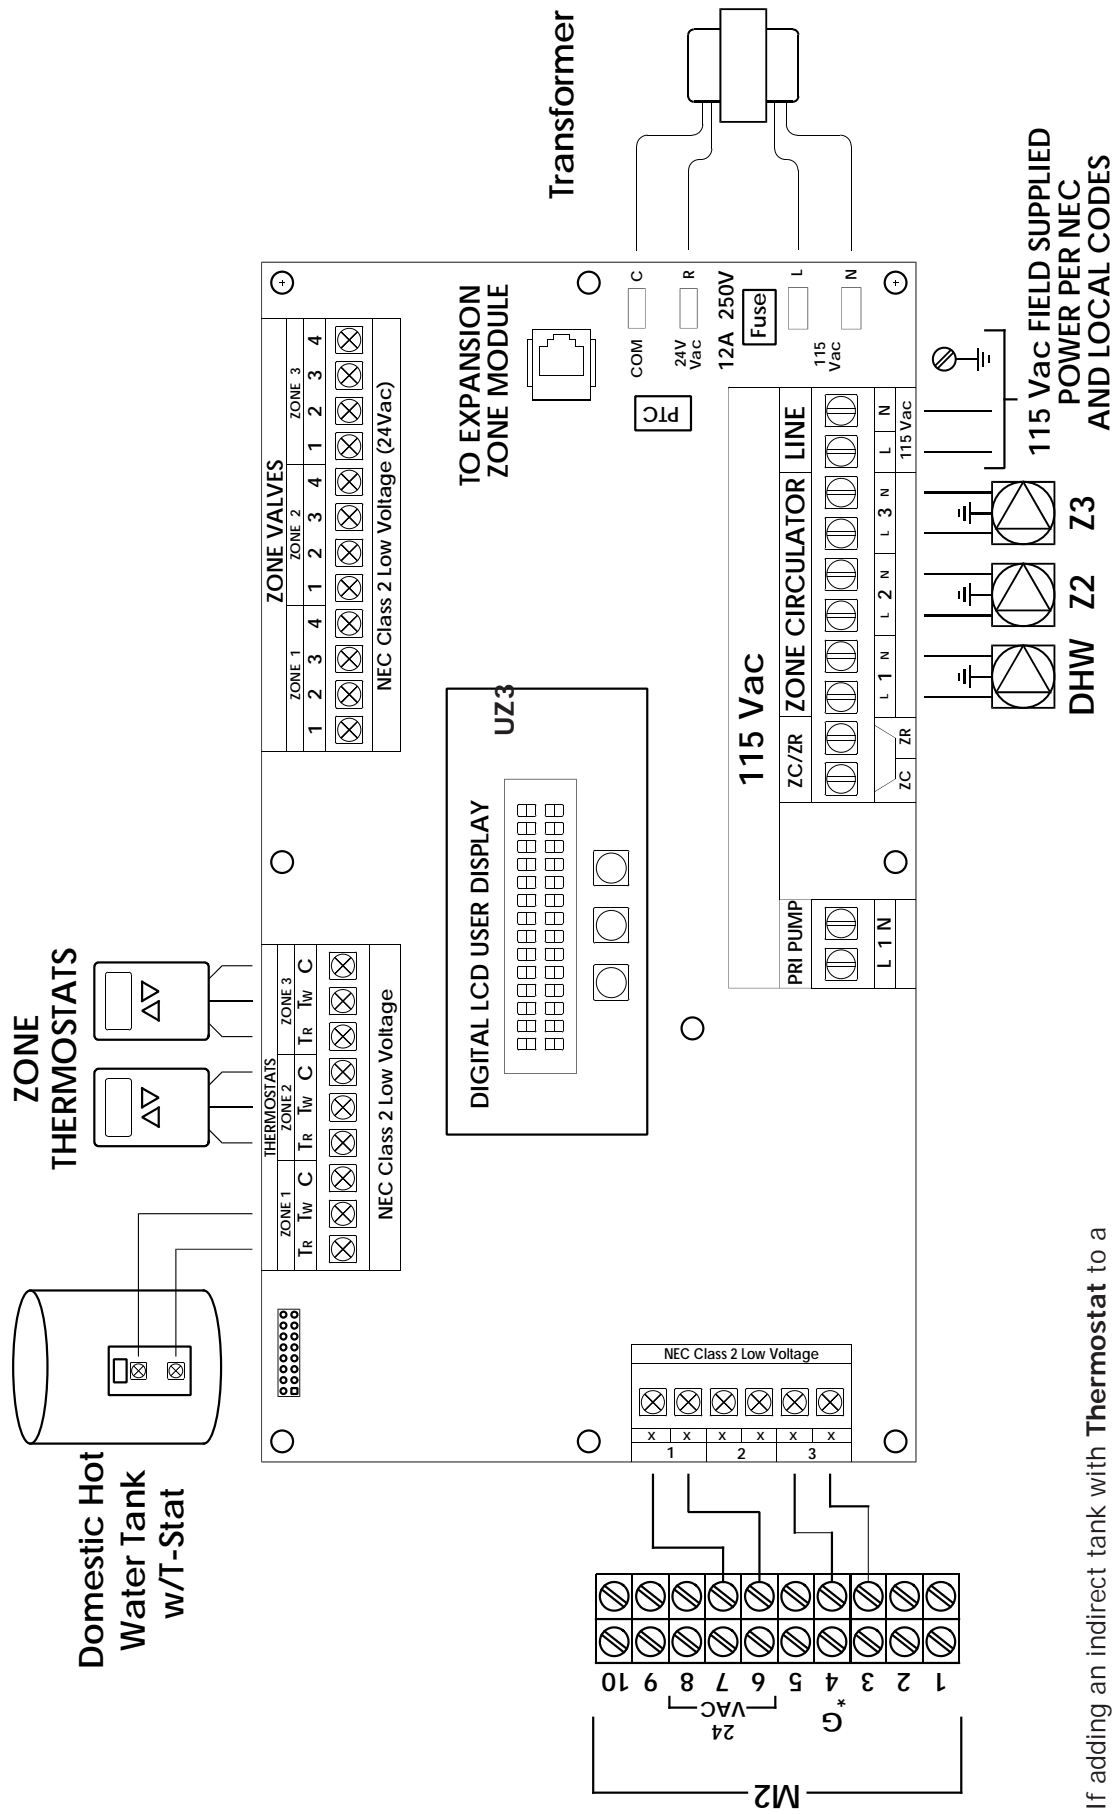 Transformer
ZONE
THERMOSTATS
Domestic Hot
Water Tank
w/T-Stat
THERMOSTATS
ZONE 1
ZONE 2
ZONE 3
TR TW C TR TW C TR TW C
NEC Class 2 Low Voltage
ZONE VALVES
ZONE 1
ZONE 2
ZONE 3
1 2 3 4 1 2 3 4 1 2 3 4
NEC Class 2 Low Voltage (24Vac)
TO EXPANSION
ZONE MODULE
DIGITAL LCD USER DISPLAY
UZ3
COM
C
24V
Vac
R
PTC
12A 250V
Fuse
L
115
Vac
N
115 Vac
PRI PUMP
ZC/ZR
ZONE CIRCULATOR
LINE
L 1 N
ZC
ZR
L 1 N
L 2 N
L 3 N
L N
115 Vac
DHW
Z2
Z3
115 Vac FIELD SUPPLIED
POWER PER NEC
AND LOCAL CODES
NEC Class 2 Low Voltage
X X X X X X
1 2 3
10 9 8 7 6 5 4 3 2 1
24
VAC
*G
M2
If adding an indirect tank with Thermostat to a